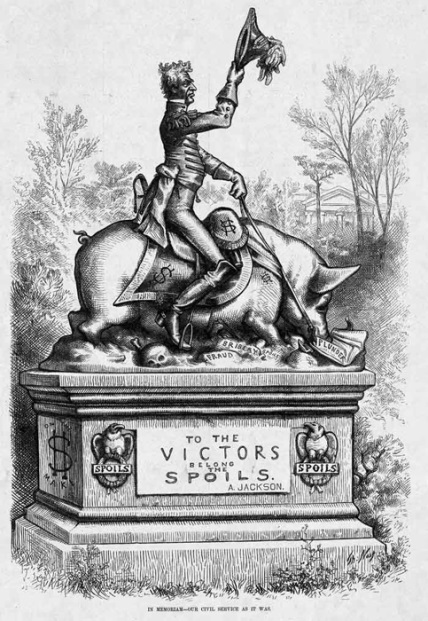 BRIBERY
FRAUD
PLUNDER
TO THE
VICTORS
BELONG
THE
SPOILS.
A. JACKSON.
SPOILS
SPOILS
IN MEMORIAM—OUR CIVIL SERVICE AS IT WAS.